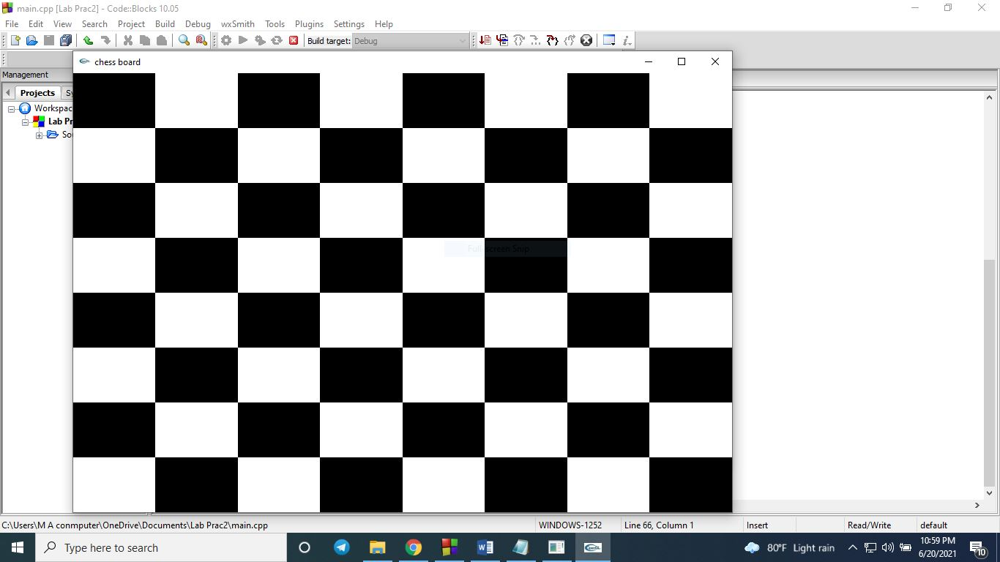 main.cpp [Lab Prac2] - Code::Blocks 10.05
File Edit View Search Project Build Debug wxSmith Tools Plugins Settings Help
Build target: Debug
chess board
Management
Projects Sy
Workspac
Lab Pr
Sou
Full-screen Snip
C:\Users\M A conmputer\OneDrive\Documents\Lab Prac2\main.cpp WINDOWS-1252 Line 66, Column 1 Insert Read/Write default
Type here to search
80°F Light rain
10:59 PM
6/20/2021
10